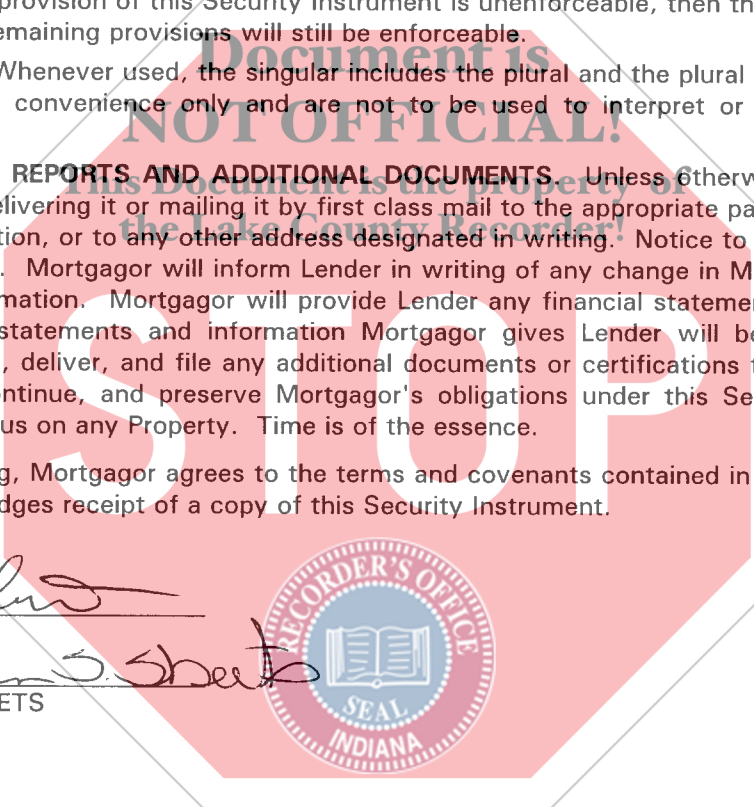 provision of this Security Instrument is unenforceable, then th
emaining provisions will still be enforceable.
Document is
Whenever used, the singular includes the plural and the plural
convenience only and are not to be used to interpret or
NOT OFFICIAL!
REPORTS AND ADDITIONAL DOCUMENTS. Unless otherw
This Document is the property of
elivering it or mailing it by first class mail to the appropriate pa
the Lake County Recorder!
tion, or to any other address designated in writing. Notice to
. Mortgagor will inform Lender in writing of any change in M
mation. Mortgagor will provide Lender any financial statemen
statements and information Mortgagor gives Lender will be
, deliver, and file any additional documents or certifications t
ontinue, and preserve Mortgagor's obligations under this Se
us on any Property. Time is of the essence.
STOP
g, Mortgagor agrees to the terms and covenants contained in
dges receipt of a copy of this Security Instrument.
RECORDER'S OFFICE
S. Sheets
ETS
SEAL
INDIANA